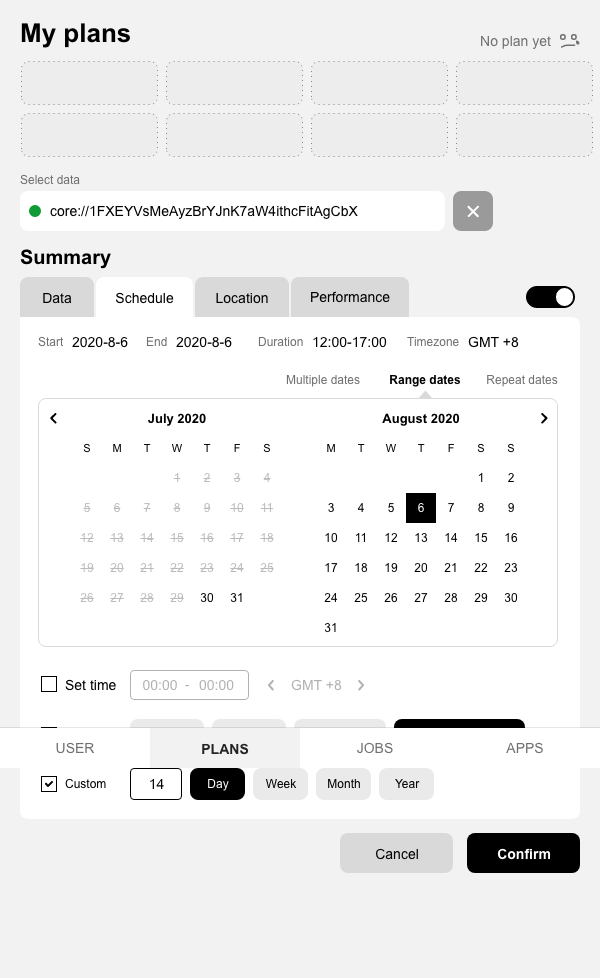 My plans
No plan yet
Select data
core://1FXEYVsMeAyzBrYJnK7aW4ithcFitAgCbX
Summary
Data Schedule Location Performance
Start 2020-8-6 End 2020-8-6 Duration 12:00-17:00 Timezone GMT +8
Multiple dates Range dates Repeat dates
July 2020 August 2020
S M T W T F S M T W T F S S
1 2 3 4 1 2
5 6 7 8 9 10 11 3 4 5 6 7 8 9
12 13 14 15 16 17 18 10 11 12 13 14 15 16
19 20 21 22 23 24 25 17 18 19 20 21 22 23
26 27 28 29 30 31 24 25 26 27 28 29 30
31
Set time 00:00 - 00:00 GMT +8
USER PLANS JOBS APPS
Custom 14 Day Week Month Year
Cancel Confirm